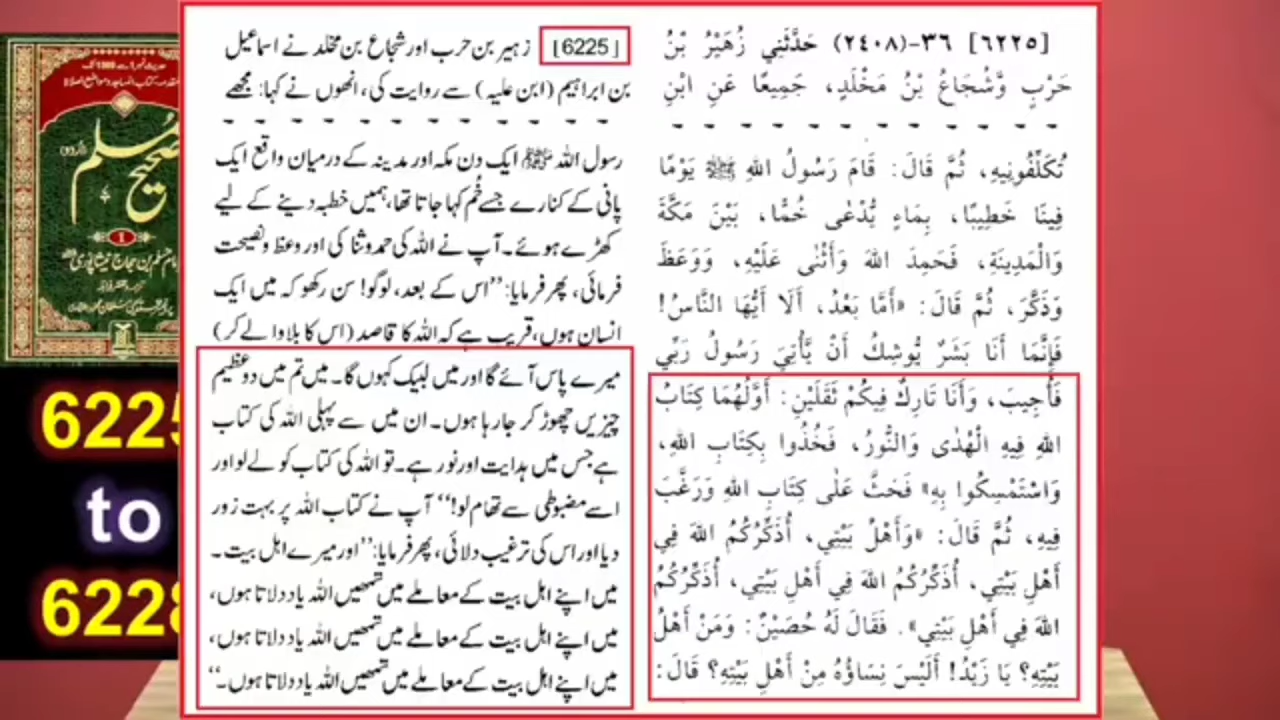 [٦٢٢٥] ٣٦-(٢٤٠٨) حَدَّثَنِي زُهَيْرُ بْنُ
حَرْبٍ وَّشُجَاعُ بْنُ مَخْلَدٍ، جَمِيعًا عَنِ ابْنِ
تُكَلِّفُونِيهِ، ثُمَّ قَالَ: قَامَ رَسُولُ اللهِ ﷺ يَوْمًا
فِينَا خَطِيبًا، بِمَاءٍ يُّدْعَى خُمًّا، بَيْنَ مَكَّةَ
وَالْمَدِينَةِ، فَحَمِدَ اللهَ وَأَثْنَى عَلَيْهِ، وَوَعَظَ
وَذَكَّرَ، ثُمَّ قَالَ: «أَمَّا بَعْدُ، أَلَا أَيُّهَا النَّاسُ!
فَإِنَّمَا أَنَا بَشَرٌ يُّوشِكُ أَنْ يَّأْتِيَ رَسُولُ رَبِّي
فَأُجِيبَ، وَأَنَا تَارِكٌ فِيكُمْ ثَقَلَيْنِ: أَوَّلُهُمَا كِتَابُ
اللهِ فِيهِ الْهُدٰى وَالنُّورُ، فَخُذُوا بِكِتَابِ اللهِ،
وَاسْتَمْسِكُوا بِهِ» فَحَثَّ عَلٰى كِتَابِ اللهِ وَرَغَّبَ
فِيهِ، ثُمَّ قَالَ: «وَأَهْلُ بَيْتِي، أُذَكِّرُكُمُ اللهَ فِي
أَهْلِ بَيْتِي، أُذَكِّرُكُمُ اللهَ فِي أَهْلِ بَيْتِي، أُذَكِّرُكُمُ
اللهَ فِي أَهْلِ بَيْتِي». فَقَالَ لَهُ حُصَيْنٌ: وَمَنْ أَهْلُ
بَيْتِهِ؟ يَا زَيْدُ! أَلَيْسَ نِسَاؤُهُ مِنْ أَهْلِ بَيْتِهِ؟ قَالَ:
[6225] زہیر بن حرب اور شجاع بن مخلد نے اسماعیل
بن ابراہیم (ابن علیہ) سے روایت کی، انھوں نے کہا: مجھے
رسول اللہ ﷺ ایک دن مکہ اور مدینہ کے درمیان واقع ایک
پانی کے کنارے جسے خُم کہا جاتا تھا، ہمیں خطبہ دینے کے لیے
کھڑے ہوئے۔ آپ نے اللہ کی حمد و ثنا کی اور وعظ و نصیحت
فرمائی، پھر فرمایا: ”اس کے بعد، لوگو! سن رکھو کہ میں ایک
انسان ہوں، قریب ہے کہ اللہ کا قاصد (اس کا بلاوا لے کر)
میرے پاس آئے گا اور میں لبیک کہوں گا۔ میں تم میں دو عظیم
چیزیں چھوڑ کر جا رہا ہوں۔ ان میں سے پہلی اللہ کی کتاب
ہے جس میں ہدایت اور نور ہے۔ تو اللہ کی کتاب کو لے لو اور
اسے مضبوطی سے تھام لو!“ آپ نے کتاب اللہ پر بہت زور
دیا اور اس کی ترغیب دلائی، پھر فرمایا: ”اور میرے اہل بیت۔
میں اپنے اہل بیت کے معاملے میں تمھیں اللہ یاد دلاتا ہوں،
میں اپنے اہل بیت کے معاملے میں تمھیں اللہ یاد دلاتا ہوں،
میں اپنے اہل بیت کے معاملے میں تمھیں اللہ یاد دلاتا ہوں۔“
صحیح مسلم
1
6225
to
6228